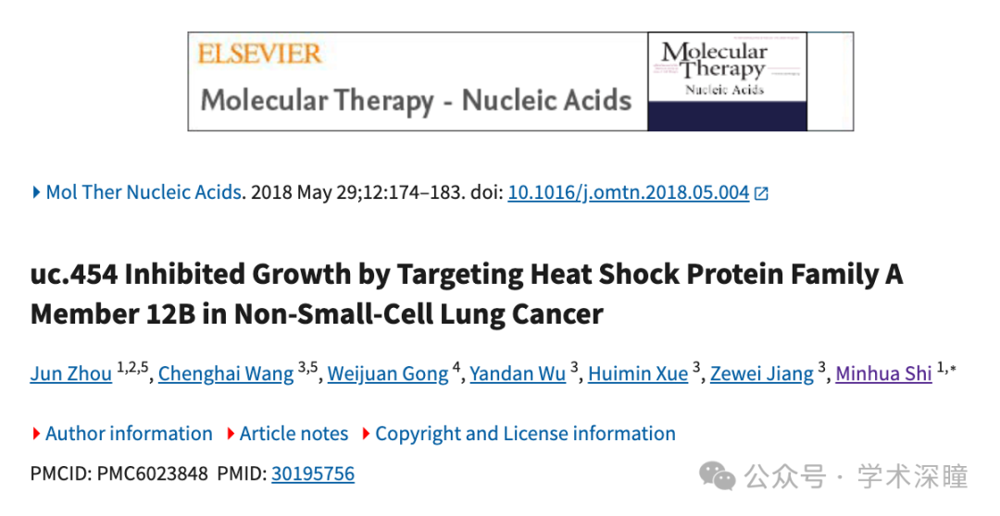 ELSEVIER
Molecular Therapy - Nucleic Acids
Molecular
Therapy
Nucleic Acids
Mol Ther Nucleic Acids. 2018 May 29;12:174–183. doi: 10.1016/j.omtn.2018.05.004
uc.454 Inhibited Growth by Targeting Heat Shock Protein Family A
Member 12B in Non-Small-Cell Lung Cancer
Jun Zhou 1,2,5, Chenghai Wang 3,5, Weijuan Gong 4, Yandan Wu 3, Huimin Xue 3, Zewei Jiang 3, Minhua Shi 1,*
Author information Article notes Copyright and License information
PMCID: PMC6023848 PMID: 30195756
公众号 · 学术深瞳